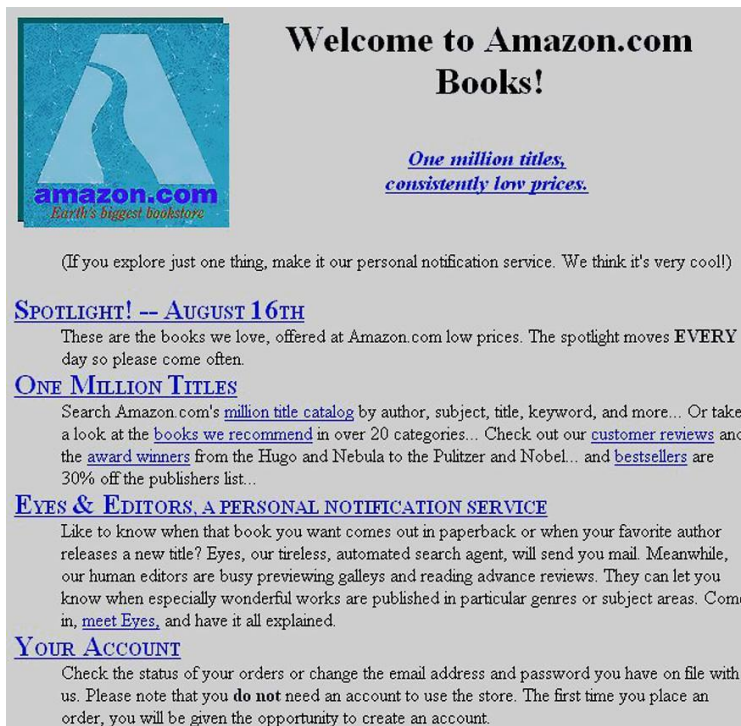 Welcome to Amazon.com
Books!
One million titles,
consistently low prices.
amazon.com
Earth's biggest bookstore
(If you explore just one thing, make it our personal notification service. We think it's very cool!)
SPOTLIGHT! -- AUGUST 16TH
These are the books we love, offered at Amazon.com low prices. The spotlight moves EVERY
day so please come often.
ONE MILLION TITLES
Search Amazon.com's million title catalog by author, subject, title, keyword, and more... Or take
a look at the books we recommend in over 20 categories... Check out our customer reviews and
the award winners from the Hugo and Nebula to the Pulitzer and Nobel... and bestsellers are
30% off the publishers list...
EYES & EDITORS, A PERSONAL NOTIFICATION SERVICE
Like to know when that book you want comes out in paperback or when your favorite author
releases a new title? Eyes, our tireless, automated search agent, will send you mail. Meanwhile,
our human editors are busy previewing galleys and reading advance reviews. They can let you
know when especially wonderful works are published in particular genres or subject areas. Come
in, meet Eyes, and have it all explained.
YOUR ACCOUNT
Check the status of your orders or change the email address and password you have on file with
us. Please note that you do not need an account to use the store. The first time you place an
order, you will be given the opportunity to create an account.